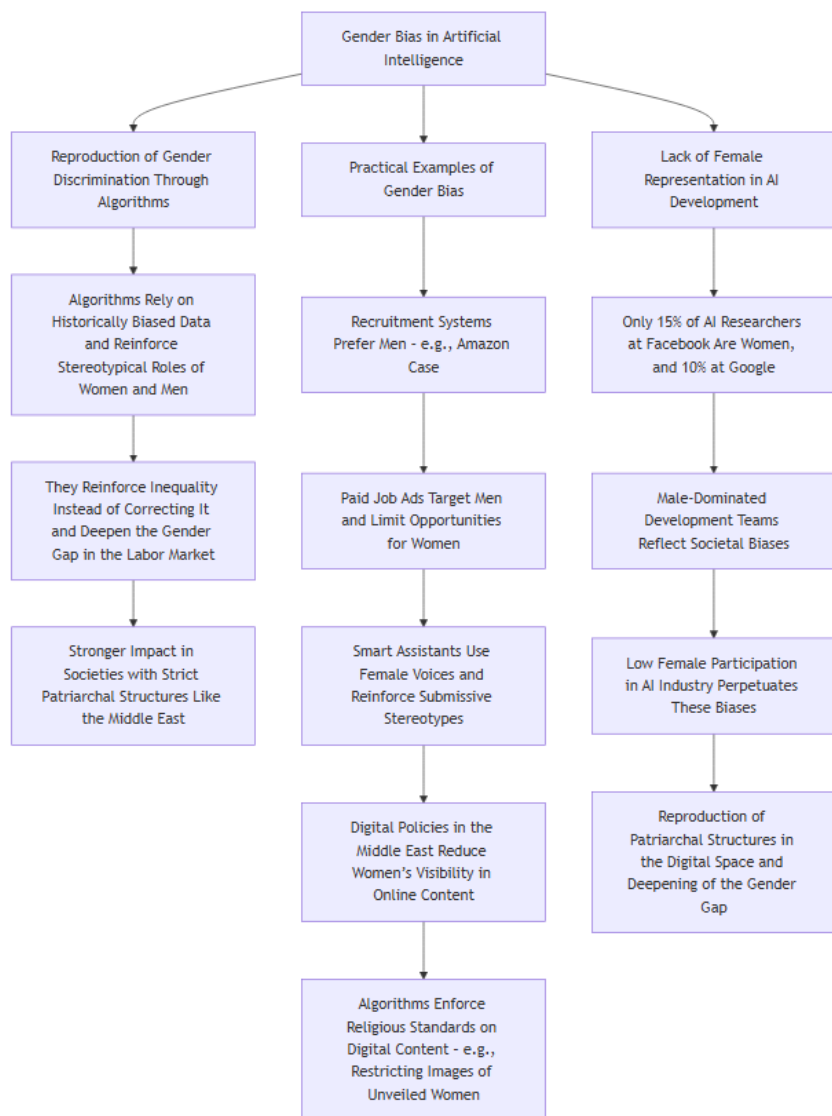 Gender Bias in Artificial
Intelligence
Reproduction of Gender
Discrimination Through
Algorithms
Practical Examples of
Gender Bias
Lack of Female
Representation in AI
Development
Algorithms Rely on
Historically Biased Data
and Reinforce
Stereotypical Roles of
Women and Men
Recruitment Systems
Prefer Men – e.g., Amazon
Case
Only 15% of AI Researchers
at Facebook Are Women,
and 10% at Google
They Reinforce Inequality
Instead of Correcting It
and Deepen the Gender
Gap in the Labor Market
Paid Job Ads Target Men
and Limit Opportunities
for Women
Male-Dominated
Development Teams
Reflect Societal Biases
Stronger Impact in
Societies with Strict
Patriarchal Structures Like
the Middle East
Smart Assistants Use
Female Voices and
Reinforce Submissive
Stereotypes
Low Female Participation
in AI Industry Perpetuates
These Biases
Digital Policies in the
Middle East Reduce
Women’s Visibility in
Online Content
Reproduction of
Patriarchal Structures in
the Digital Space and
Deepening of the Gender
Gap
Algorithms Enforce
Religious Standards on
Digital Content – e.g.,
Restricting Images of
Unveiled Women